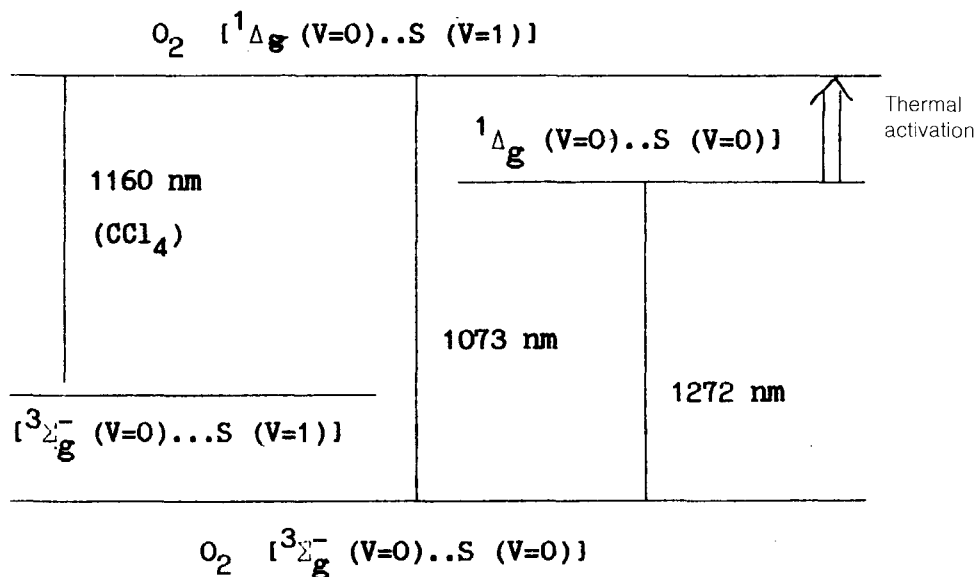 O₂ [¹Δg (V=0)..S (V=1)]
Thermal
activation
¹Δg (V=0)..S (V=0)]
1160 nm
(CCl₄)
1073 nm
1272 nm
[³Σg⁻ (V=0)...S (V=1)]
O₂ [³Σg⁻ (V=0)..S (V=0)]